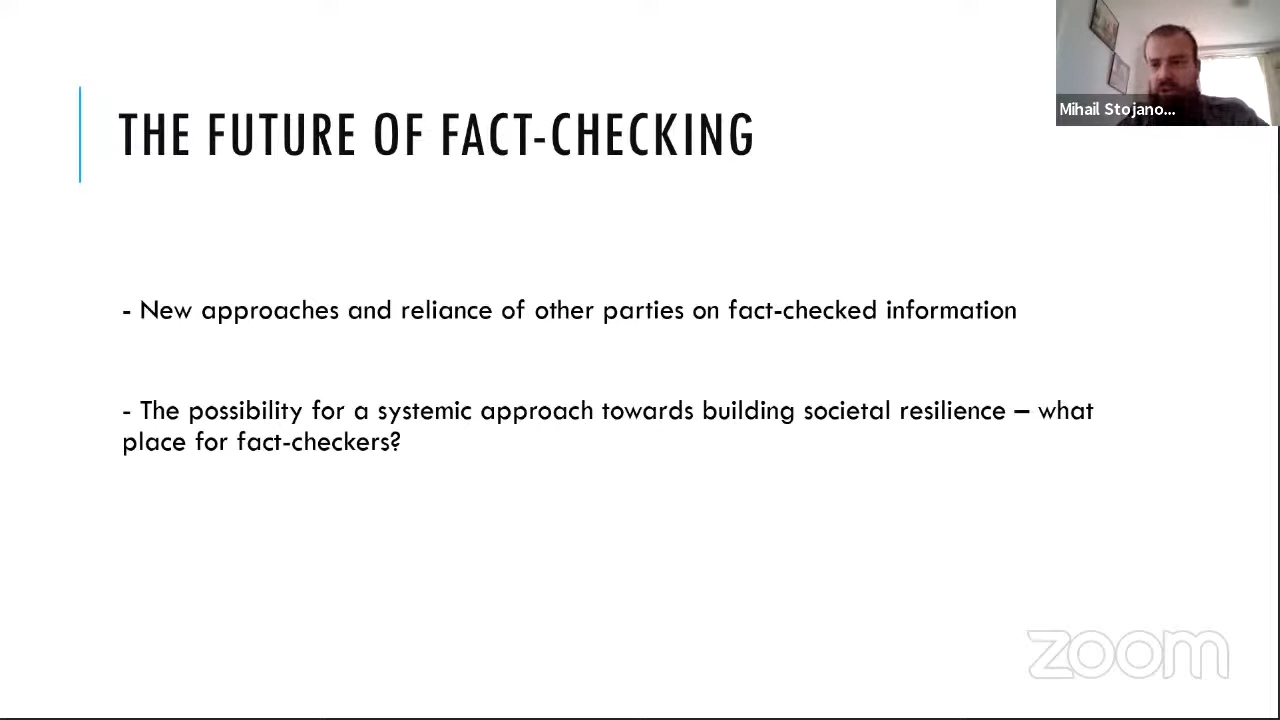 Mihail Stojano...
THE FUTURE OF FACT-CHECKING
- New approaches and reliance of other parties on fact-checked information
- The possibility for a systemic approach towards building societal resilience – what
place for fact-checkers?
zoom